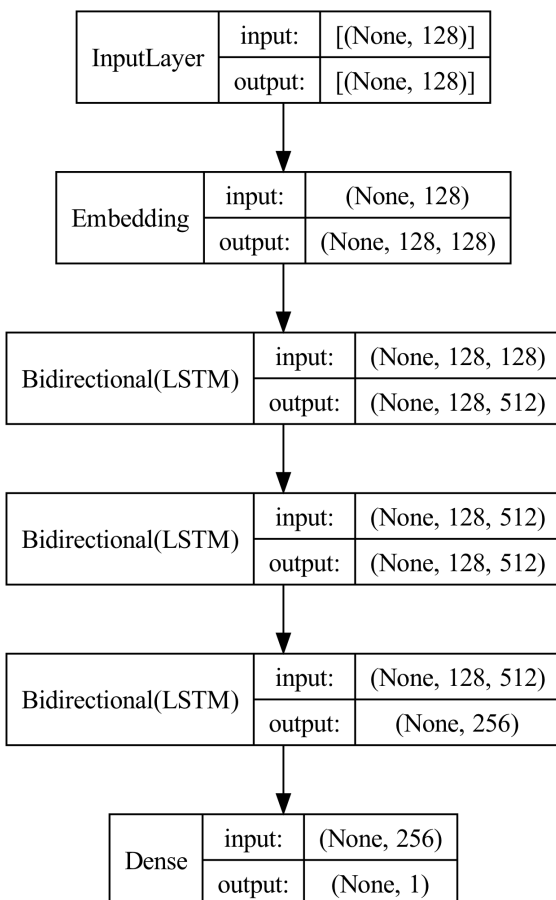 InputLayer
input:
[(None, 128)]
output:
[(None, 128)]
Embedding
input:
(None, 128)
output:
(None, 128, 128)
Bidirectional(LSTM)
input:
(None, 128, 128)
output:
(None, 128, 512)
Bidirectional(LSTM)
input:
(None, 128, 512)
output:
(None, 128, 512)
Bidirectional(LSTM)
input:
(None, 128, 512)
output:
(None, 256)
Dense
input:
(None, 256)
output:
(None, 1)